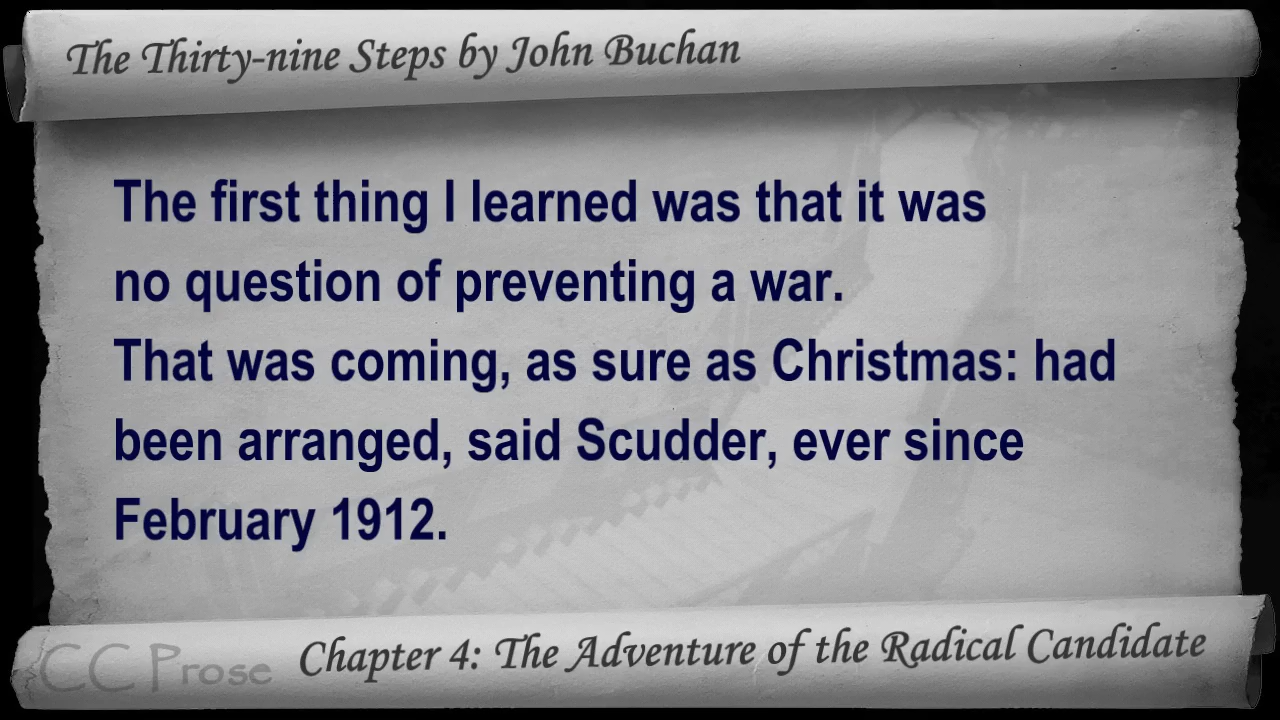 The Thirty-nine Steps by John Buchan
The first thing I learned was that it was
no question of preventing a war.
That was coming, as sure as Christmas: had
been arranged, said Scudder, ever since
February 1912.
CC Prose
Chapter 4: The Adventure of the Radical Candidate